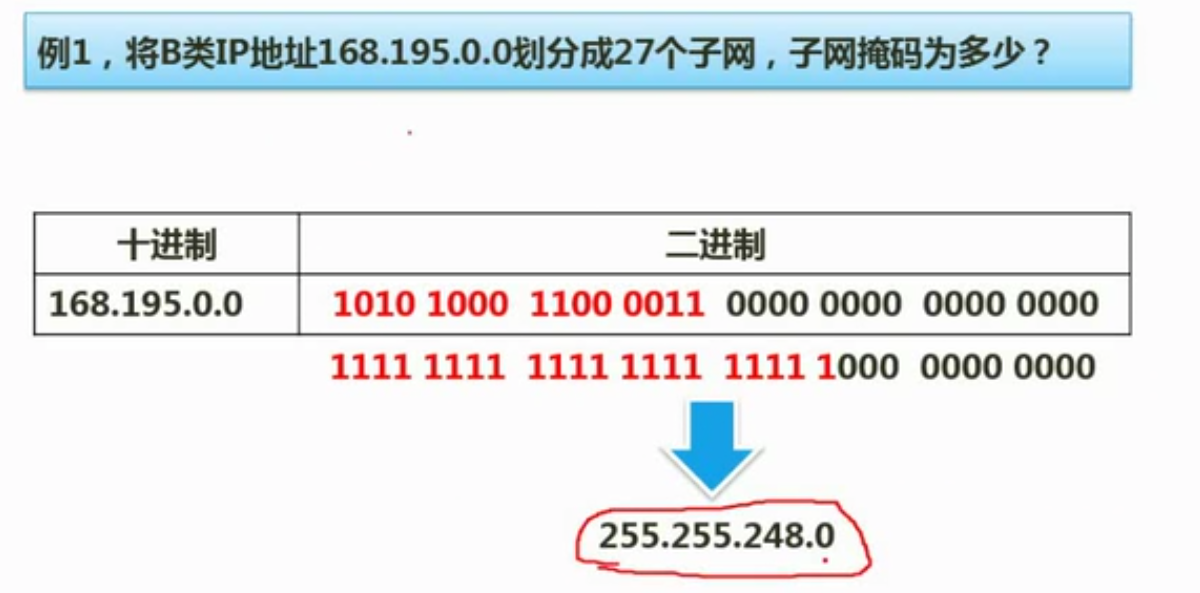 例1，将B类IP地址168.195.0.0划分成27个子网，子网掩码为多少？
十进制 二进制
168.195.0.0 1010 1000 1100 0011 0000 0000 0000 0000
1111 1111 1111 1111 1111 1000 0000 0000
255.255.248.0